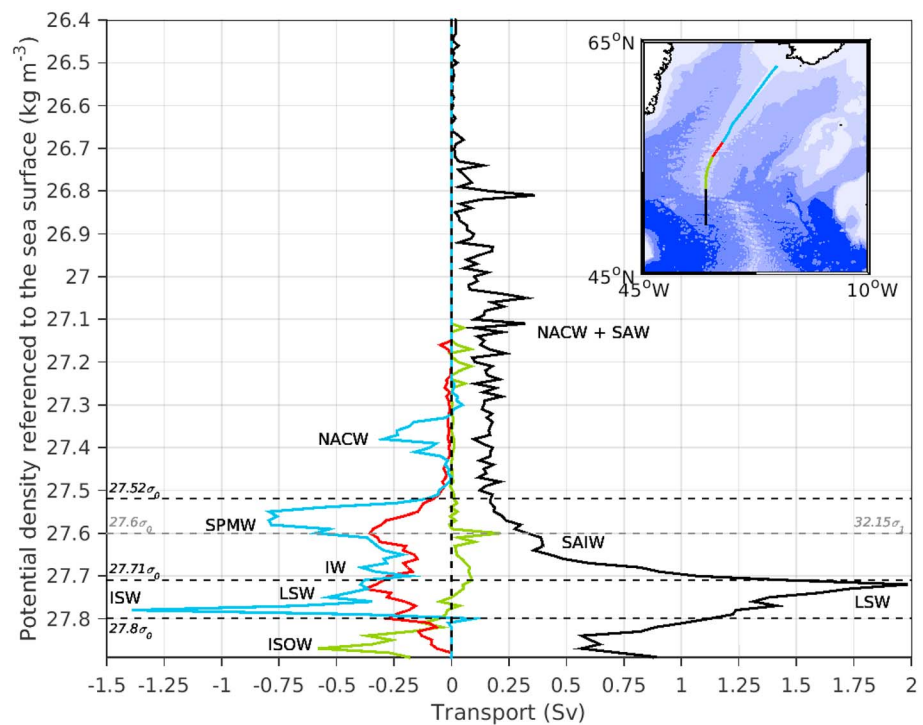 26.4
26.5
26.6
26.7
26.8
26.9
27
27.1
27.2
27.3
27.4
27.5
27.6
27.7
27.8
Potential density referenced to the sea surface (kg m⁻³)
65°N
45°N
45°W
10°W
NACW + SAW
NACW
27.52σ₀
SPMW
27.6σ₀
32.15σ₁
SAIW
IW
27.71σ₀
ISW
LSW
LSW
27.8σ₀
ISOW
-1.5 -1.25 -1 -0.75 -0.5 -0.25 0 0.25 0.5 0.75 1 1.25 1.5 1.75 2
Transport (Sv)